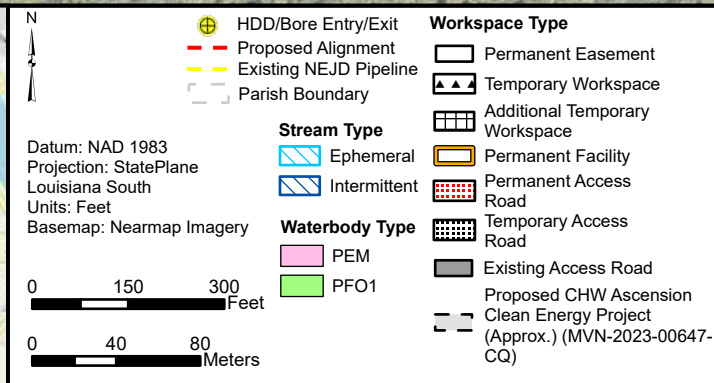 N
HDD/Bore Entry/Exit
Proposed Alignment
Existing NEJD Pipeline
Parish Boundary
Datum: NAD 1983
Projection: StatePlane
Louisiana South
Units: Feet
Basemap: Nearmap Imagery
0 150 300
Feet
0 40 80
Meters
Stream Type
Ephemeral
Intermittent
Waterbody Type
PEM
PFO1
Workspace Type
Permanent Easement
Temporary Workspace
Additional Temporary
Workspace
Permanent Facility
Permanent Access
Road
Temporary Access
Road
Existing Access Road
Proposed CHW Ascension
Clean Energy Project
(Approx.) (MVN-2023-00647-
CQ)